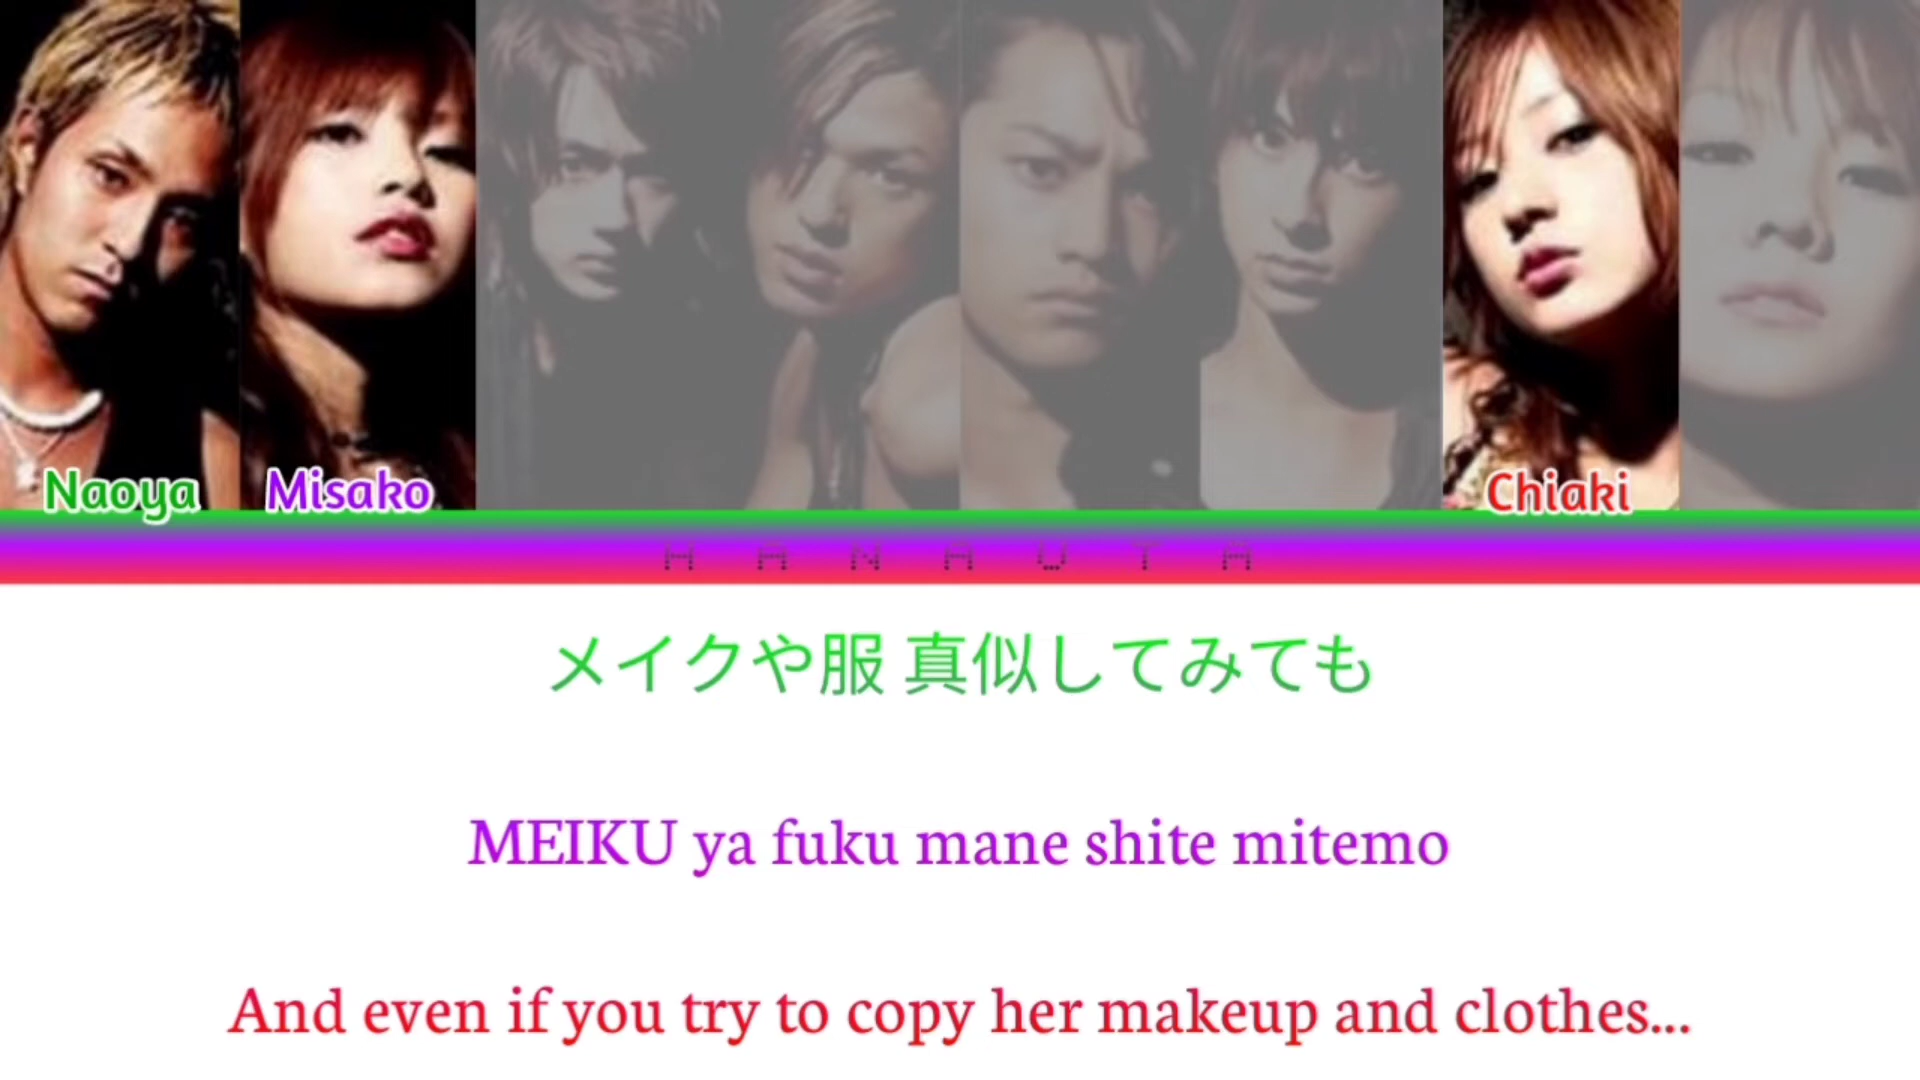 Naoya Misako Chiaki
H A N A U T A
メイクや服 真似してみても
MEIKU ya fuku mane shite mitemo
And even if you try to copy her makeup and clothes...